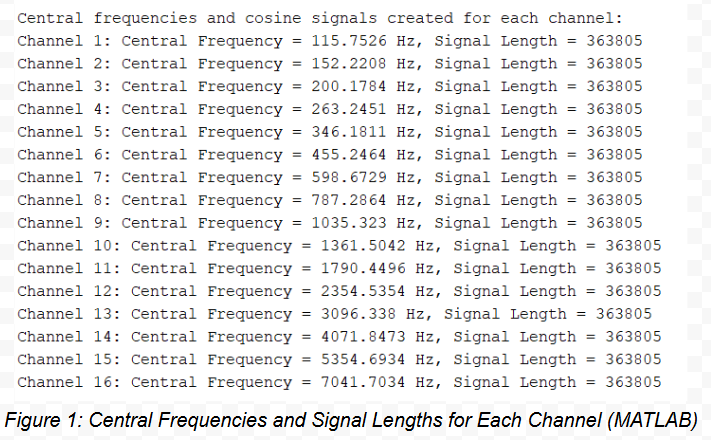 Central frequencies and cosine signals created for each channel:
Channel 1: Central Frequency = 115.7526 Hz, Signal Length = 363805
Channel 2: Central Frequency = 152.2208 Hz, Signal Length = 363805
Channel 3: Central Frequency = 200.1784 Hz, Signal Length = 363805
Channel 4: Central Frequency = 263.2451 Hz, Signal Length = 363805
Channel 5: Central Frequency = 346.1811 Hz, Signal Length = 363805
Channel 6: Central Frequency = 455.2464 Hz, Signal Length = 363805
Channel 7: Central Frequency = 598.6729 Hz, Signal Length = 363805
Channel 8: Central Frequency = 787.2864 Hz, Signal Length = 363805
Channel 9: Central Frequency = 1035.323 Hz, Signal Length = 363805
Channel 10: Central Frequency = 1361.5042 Hz, Signal Length = 363805
Channel 11: Central Frequency = 1790.4496 Hz, Signal Length = 363805
Channel 12: Central Frequency = 2354.5354 Hz, Signal Length = 363805
Channel 13: Central Frequency = 3096.338 Hz, Signal Length = 363805
Channel 14: Central Frequency = 4071.8473 Hz, Signal Length = 363805
Channel 15: Central Frequency = 5354.6934 Hz, Signal Length = 363805
Channel 16: Central Frequency = 7041.7034 Hz, Signal Length = 363805
Figure 1: Central Frequencies and Signal Lengths for Each Channel (MATLAB)